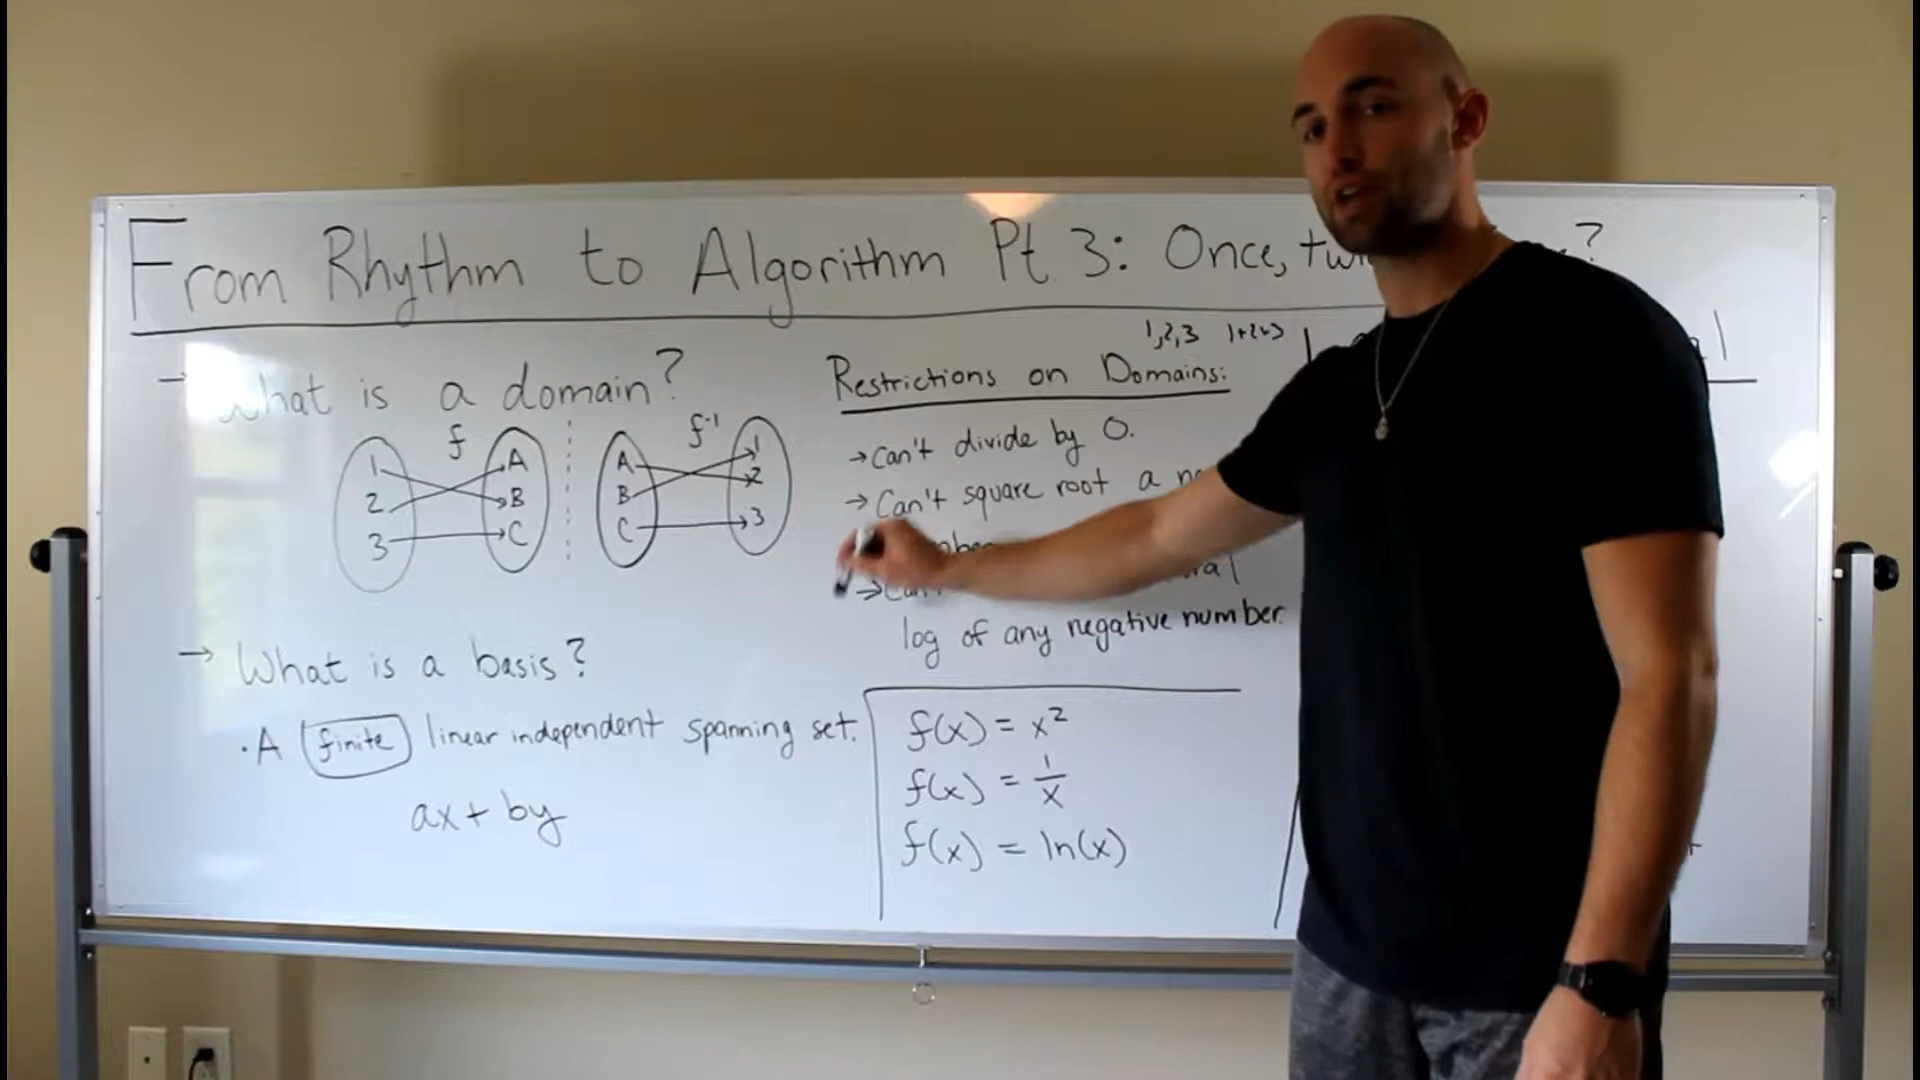 From Rhythm to Algorithm Pt. 3: Once, ?
→ What is a domain?
f
1 A
2 B
3 C
f⁻¹
A 1
B 2
C 3
→ What is a basis?
· A finite linear independent spanning set.
ax + by
1,2,3 1+2+3
Restrictions on Domains:
→ Can't divide by 0.
→ Can't square root a
→
log of any negative number.
f(x) = x²
f(x) = 1/x
f(x) = ln(x)